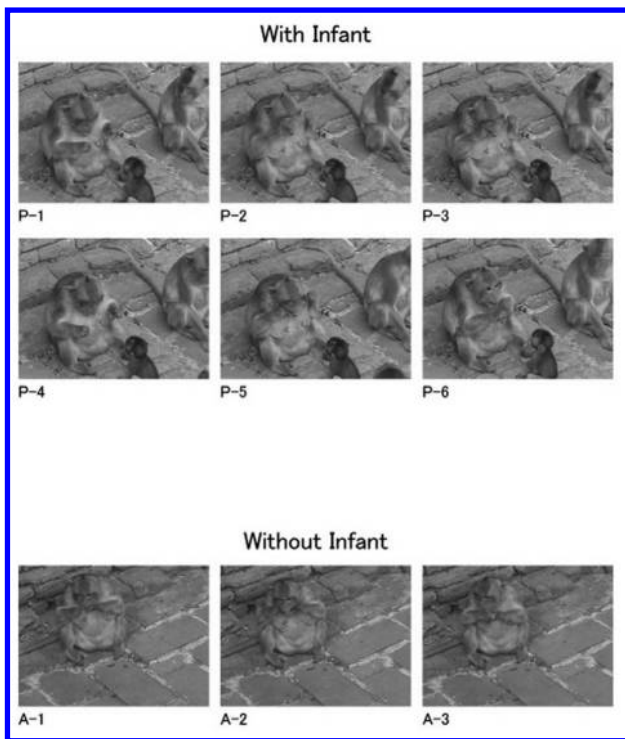 With Infant
P-1 P-2 P-3
P-4 P-5 P-6
Without Infant
A-1 A-2 A-3